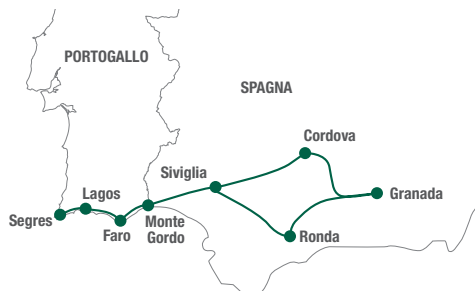 PORTOGALLO
SPAGNA
Cordova
Siviglia
Granada
Lagos
Segres
Monte
Gordo
Faro
Ronda